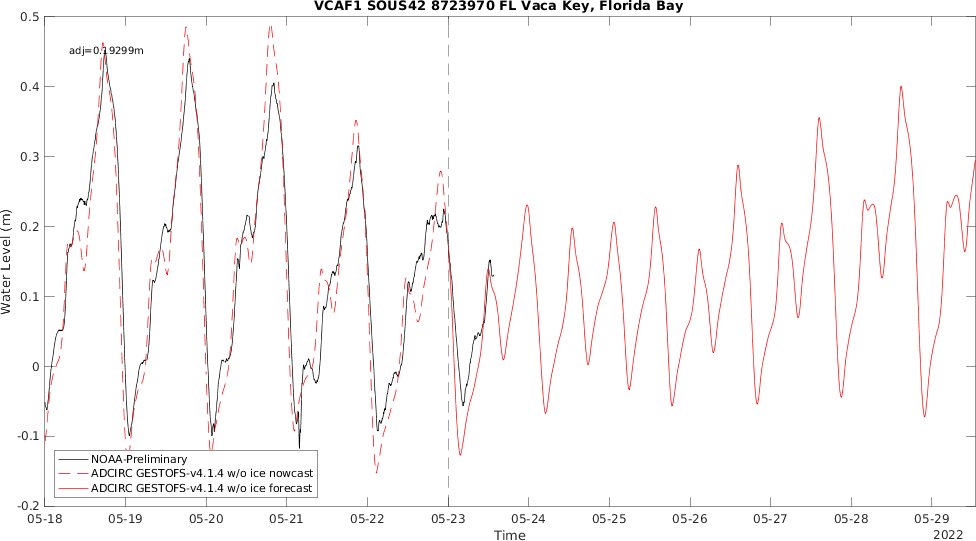 VCAF1 SOUS42 8723970 FL Vaca Key, Florida Bay
0.5
adj=0.19299m
0.4
0.3
0.2
0.1
0
-0.1
-0.2
Water Level (m)
NOAA-Preliminary
ADCIRC GESTOFS-v4.1.4 w/o ice nowcast
ADCIRC GESTOFS-v4.1.4 w/o ice forecast
05-18 05-19 05-20 05-21 05-22 05-23 05-24 05-25 05-26 05-27 05-28 05-29
Time 2022